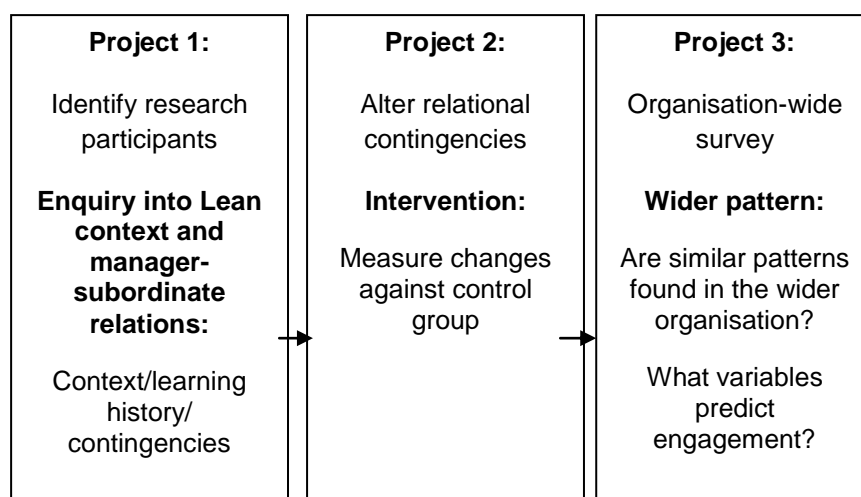 Project 1:
Identify research
participants
Enquiry into Lean
context and
manager-
subordinate
relations:
Context/learning
history/
contingencies
Project 2:
Alter relational
contingencies
Intervention:
Measure changes
against control
group
Project 3:
Organisation-wide
survey
Wider pattern:
Are similar patterns
found in the wider
organisation?
What variables
predict
engagement?